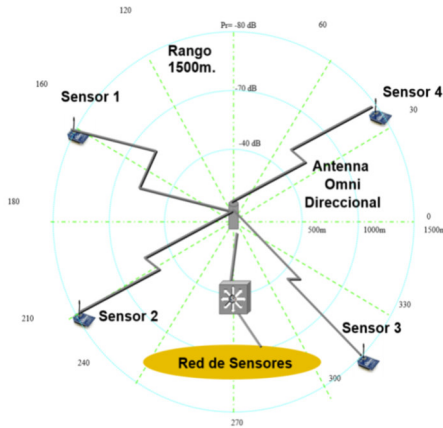 120
Pr= -80 dB
60
Rango
1500m.
160
-70 dB
Sensor 1
Sensor 4
30
-40 dB
Antenna
Omni
Direccional
180
0
500m
1000m
1500m
210
Sensor 2
330
Sensor 3
240
Red de Sensores
300
270